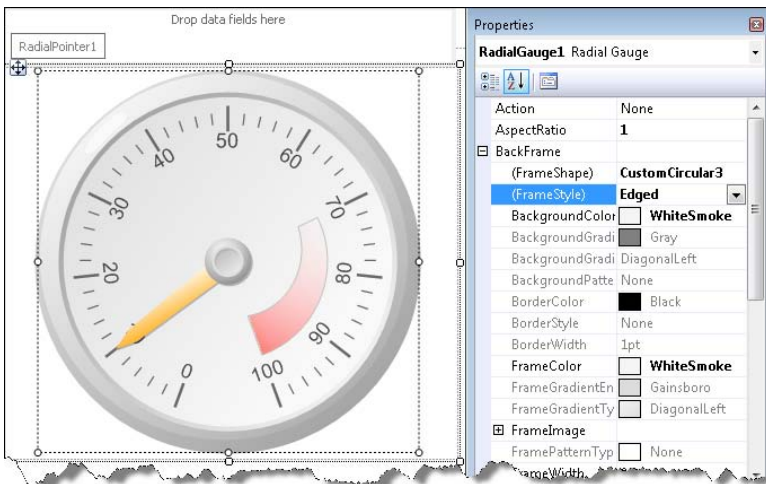 Drop data fields here
RadialPointer1
0
20
30
40
50
60
70
80
90
100
Properties
RadialGauge1 Radial Gauge
Action None
AspectRatio 1
BackFrame
(FrameShape) CustomCircular3
(FrameStyle) Edged
BackgroundColor WhiteSmoke
BackgroundGradi Gray
BackgroundGradi DiagonalLeft
BackgroundPatte None
BorderColor Black
BorderStyle None
BorderWidth 1pt
FrameColor WhiteSmoke
FrameGradientEn Gainsboro
FrameGradientTy DiagonalLeft
FrameImage
FramePatternTyp None
FrameWidth